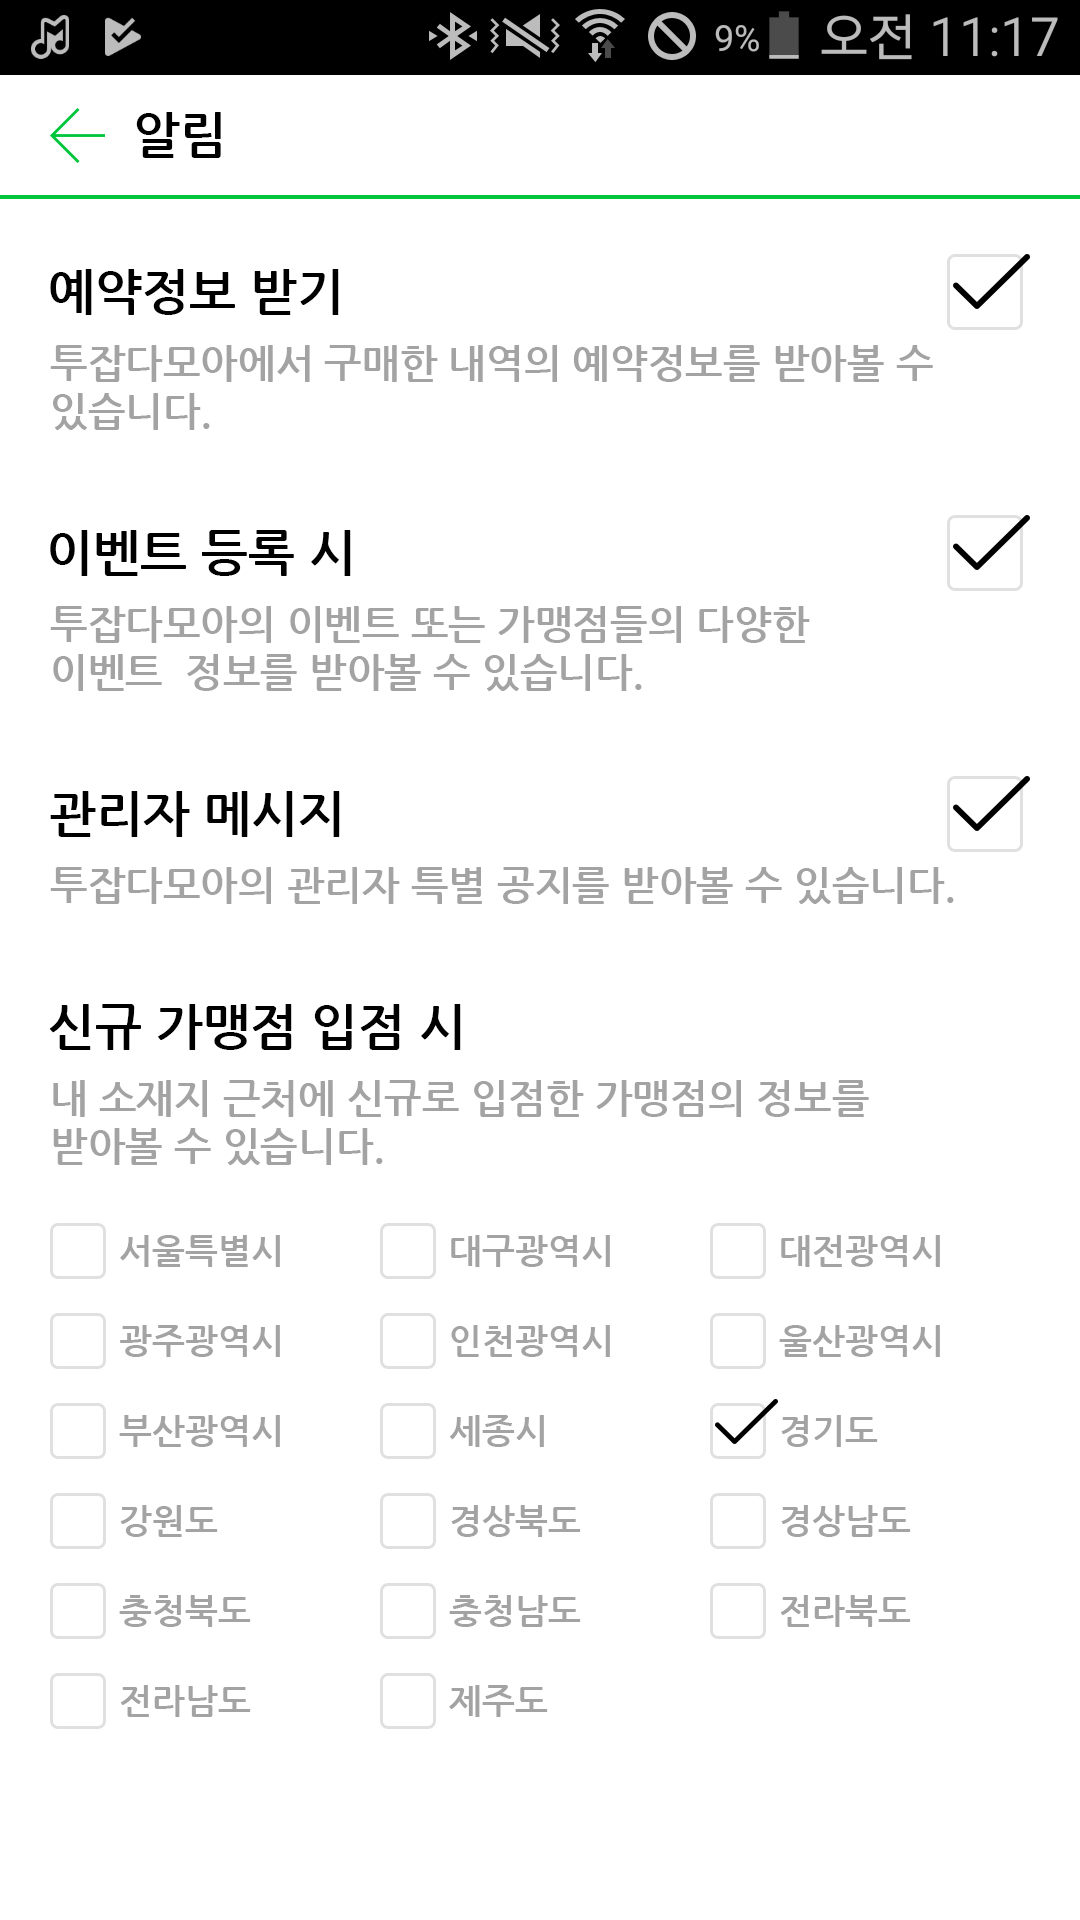 9% 오전 11:17
알림
예약정보 받기
투잡다모아에서 구매한 내역의 예약정보를 받아볼 수
있습니다.
이벤트 등록 시
투잡다모아의 이벤트 또는 가맹점들의 다양한
이벤트  정보를 받아볼 수 있습니다.
관리자 메시지
투잡다모아의 관리자 특별 공지를 받아볼 수 있습니다.
신규 가맹점 입점 시
내 소재지 근처에 신규로 입점한 가맹점의 정보를
받아볼 수 있습니다.
서울특별시 대구광역시 대전광역시
광주광역시 인천광역시 울산광역시
부산광역시 세종시 경기도
강원도 경상북도 경상남도
충청북도 충청남도 전라북도
전라남도 제주도